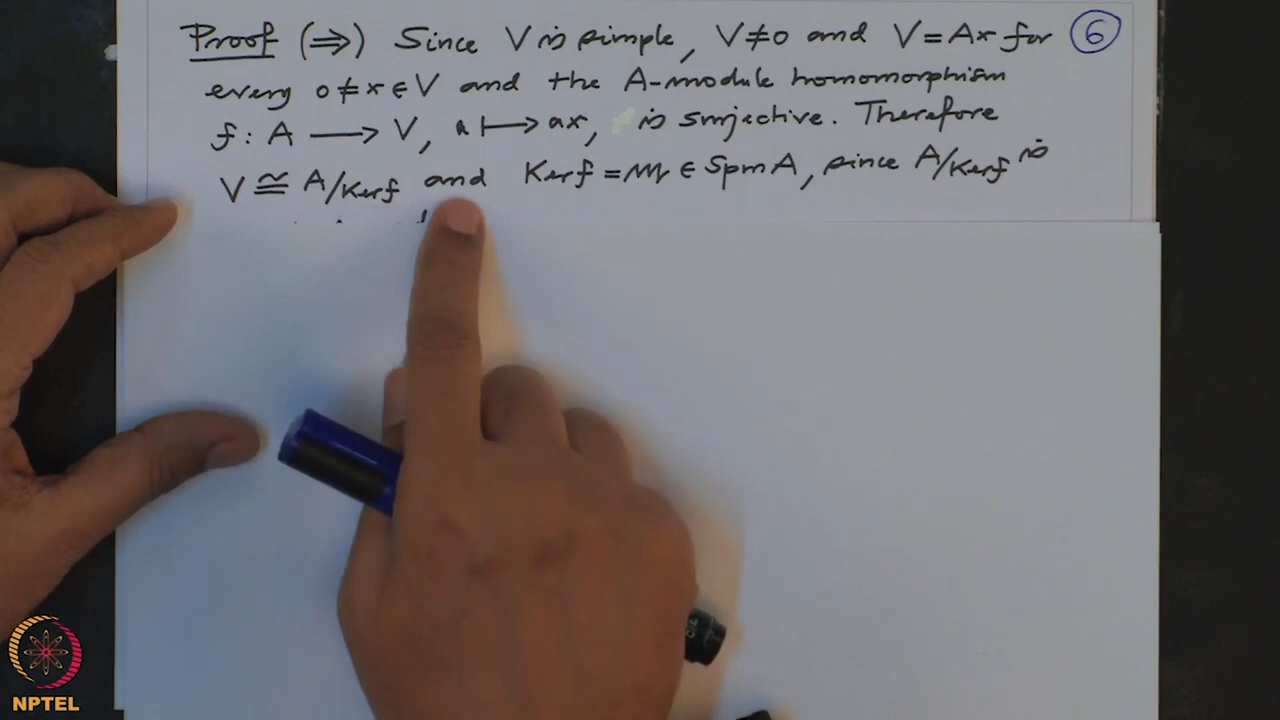 Proof (⇒) Since V is simple, V≠0 and V=Ax for ⑥
every 0≠x∈V and the A-module homomorphism
f: A ⟶ V, a ⟼ ax, is surjective. Therefore
V ≅ A/Kerf and Kerf = 𝔪 ∈ Spm A, since A/Kerf is
NPTEL